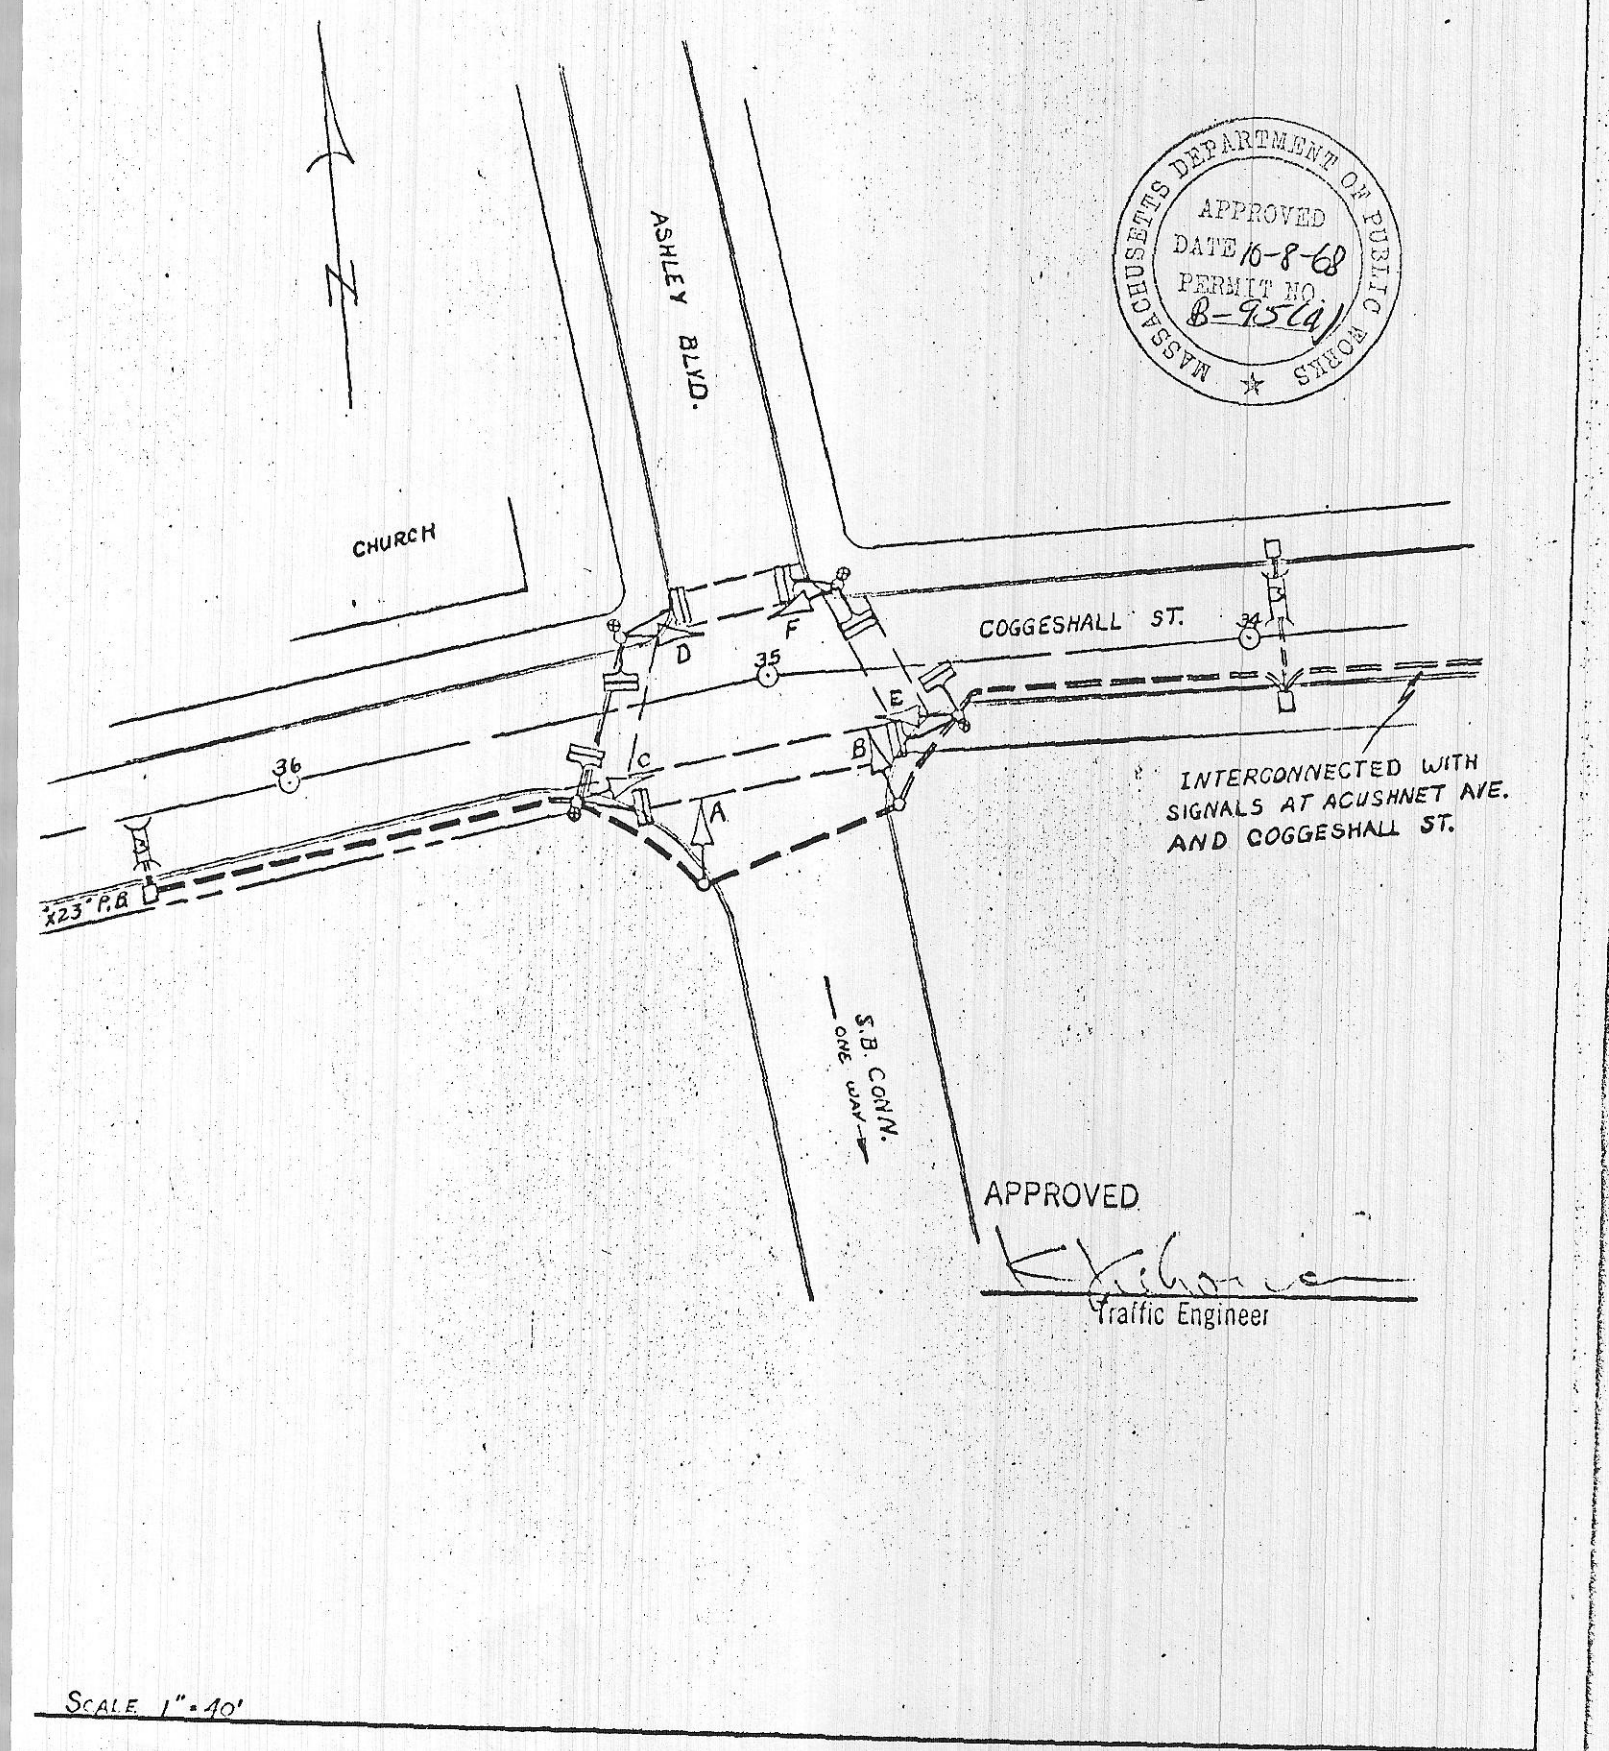 N
ASHLEY BLVD.
MASSACHUSETTS DEPARTMENT OF PUBLIC WORKS
APPROVED
DATE 10-8-68
PERMIT NO.
B-95(a)
CHURCH
COGGESHALL ST.
34
35
36
D
F
E
B
C
A
INTERCONNECTED WITH
SIGNALS AT ACUSHNET AVE.
AND COGGESHALL ST.
"x23" P.B.
S.B. CONN.
ONE WAY
APPROVED
Traffic Engineer
SCALE 1"=40'